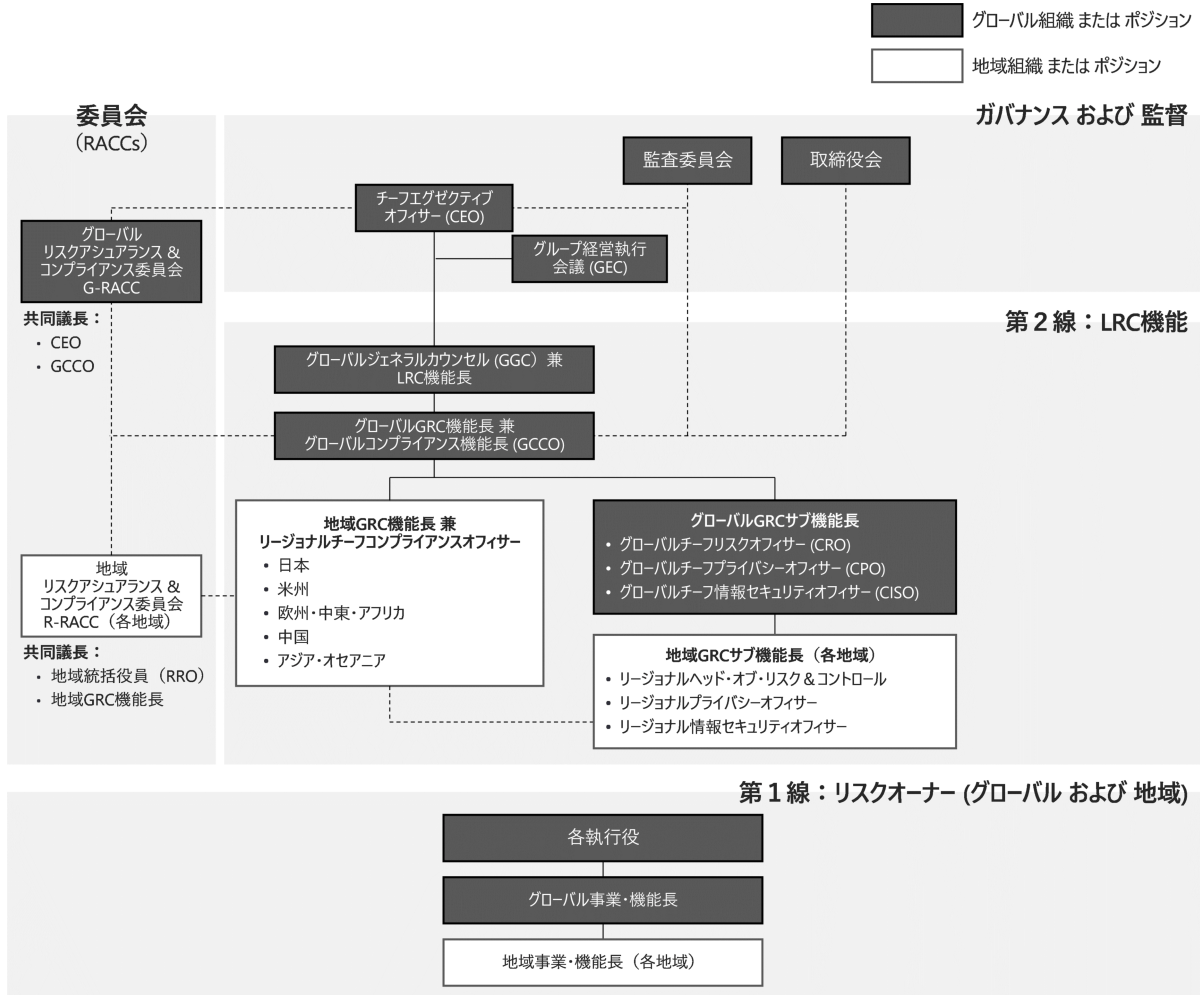 グローバル組織 または ポジション
地域組織 または ポジション
委員会
（RACCs）
ガバナンス および 監督
監査委員会
取締役会
チーフエグゼクティブ
オフィサー (CEO)
グループ経営執行
会議 (GEC)
グローバル
リスクアシュアランス &
コンプライアンス委員会
G-RACC
共同議長：
・ CEO
・ GCCO
第２線：LRC機能
グローバルジェネラルカウンセル (GGC）兼
LRC機能長
グローバルGRC機能長 兼
グローバルコンプライアンス機能長 (GCCO)
地域GRC機能長 兼
リージョナルチーフコンプライアンスオフィサー
・ 日本
・ 米州
・ 欧州・中東・アフリカ
・ 中国
・ アジア・オセアニア
グローバルGRCサブ機能長
・ グローバルチーフリスクオフィサー (CRO)
・ グローバルチーフプライバシーオフィサー (CPO)
・ グローバルチーフ情報セキュリティオフィサー (CISO)
地域
リスクアシュアランス &
コンプライアンス委員会
R-RACC（各地域）
共同議長：
・ 地域統括役員（RRO）
・ 地域GRC機能長
地域GRCサブ機能長（各地域）
・ リージョナルヘッド・オブ・リスク＆コントロール
・ リージョナルプライバシーオフィサー
・ リージョナル情報セキュリティオフィサー
第１線：リスクオーナー (グローバル および 地域)
各執行役
グローバル事業・機能長
地域事業・機能長（各地域）